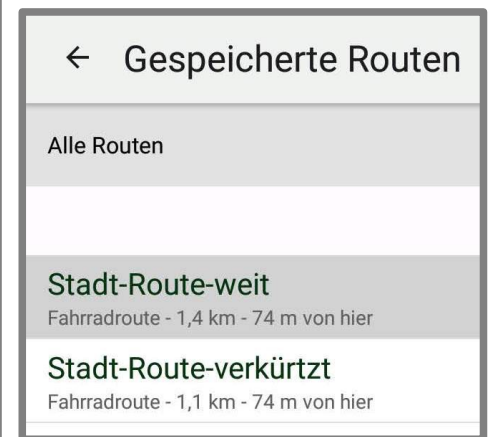 ← Gespeicherte Routen
Alle Routen
Stadt-Route-weit
Fahrradroute - 1,4 km - 74 m von hier
Stadt-Route-verkürtzt
Fahrradroute - 1,1 km - 74 m von hier